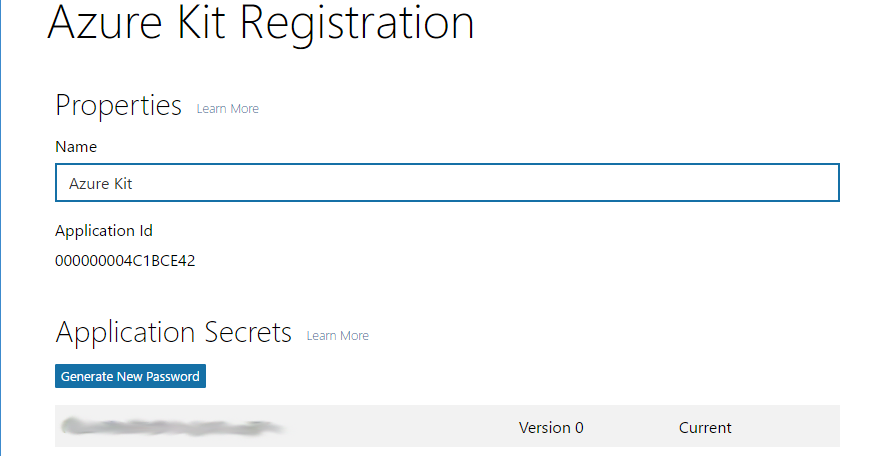 Azure Kit Registration
Properties Learn More
Name
Azure Kit
Application Id
000000004C1BCE42
Application Secrets Learn More
Generate New Password
Version 0 Current